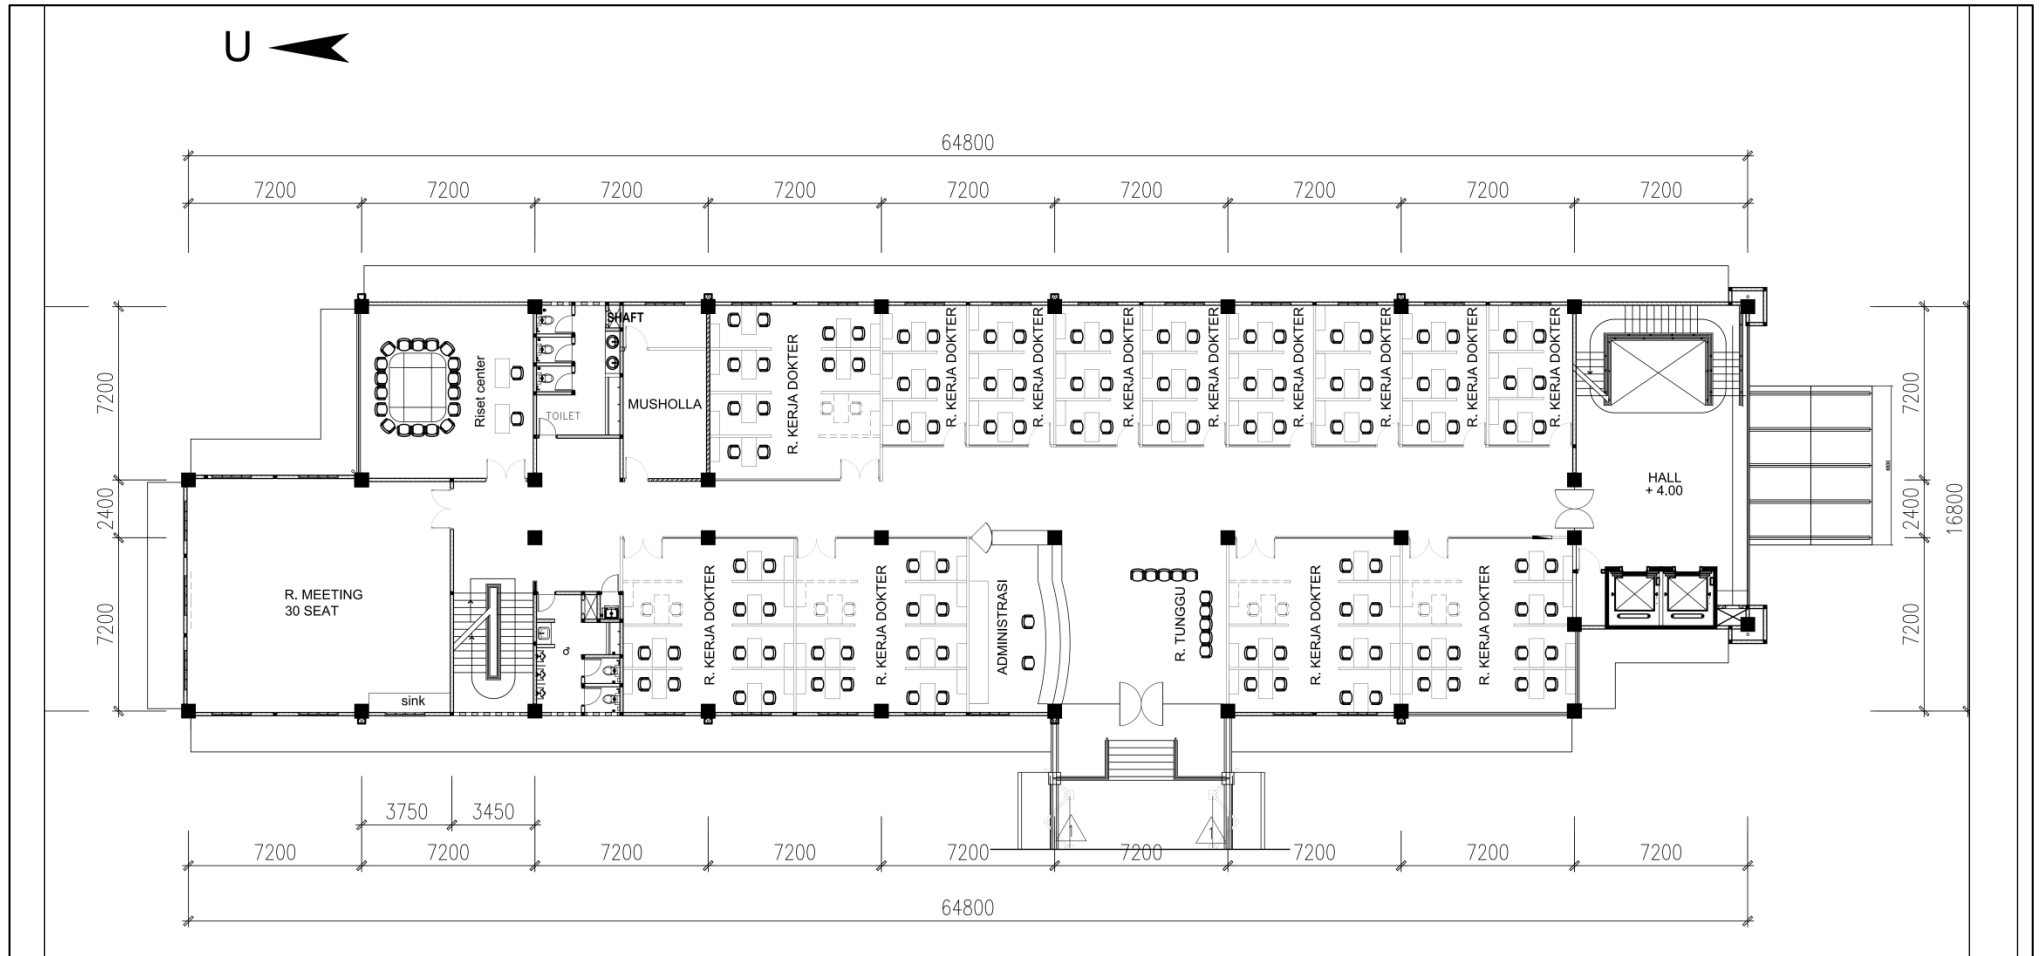 U
64800
7200 7200 7200 7200 7200 7200 7200 7200 7200
SHAFT
Riset center
TOILET
MUSHOLLA
R. KERJA DOKTER
R. KERJA DOKTER
R. KERJA DOKTER
R. KERJA DOKTER
R. KERJA DOKTER
R. KERJA DOKTER
R. KERJA DOKTER
R. KERJA DOKTER
R. KERJA DOKTER
HALL
+ 4.00
7200
2400
7200
7200
2400
7200
16800
R. MEETING
30 SEAT
sink
R. KERJA DOKTER
R. KERJA DOKTER
ADMINISTRASI
R. TUNGGU
R. KERJA DOKTER
R. KERJA DOKTER
1
1
3750 3450
7200 7200 7200 7200 7200 7200 7200 7200 7200
64800